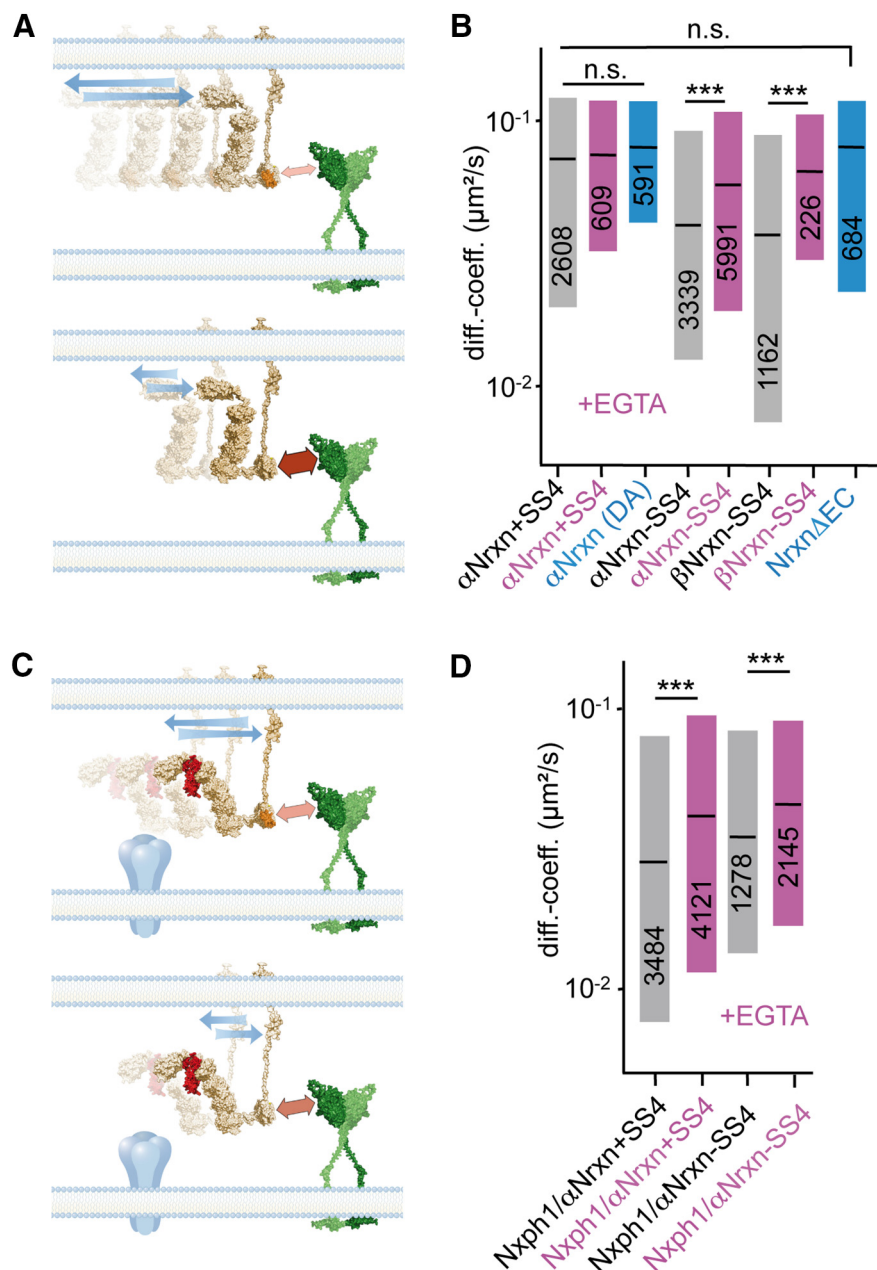 A
B
n.s.
n.s.
***
***
10-1
diff.-coeff. (µm²/s)
2608
609
591
3339
5991
1162
226
684
10-2
+EGTA
αNrxn+SS4
αNrxn+SS4
αNrxn (DA)
αNrxn-SS4
αNrxn-SS4
βNrxn-SS4
βNrxn-SS4
NrxnΔEC
C
D
***
***
10-1
diff.-coeff. (µm²/s)
3484
4121
1278
2145
10-2
+EGTA
Nxph1/αNrxn+SS4
Nxph1/αNrxn+SS4
Nxph1/αNrxn-SS4
Nxph1/αNrxn-SS4